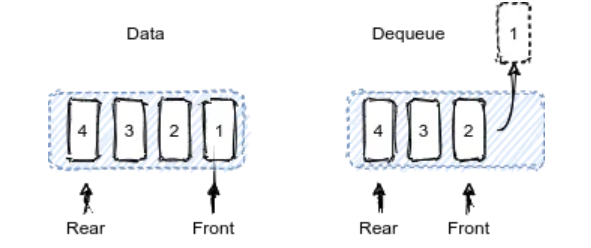 Data
4 3 2 1
Rear Front
Dequeue
1
4 3 2
Rear Front